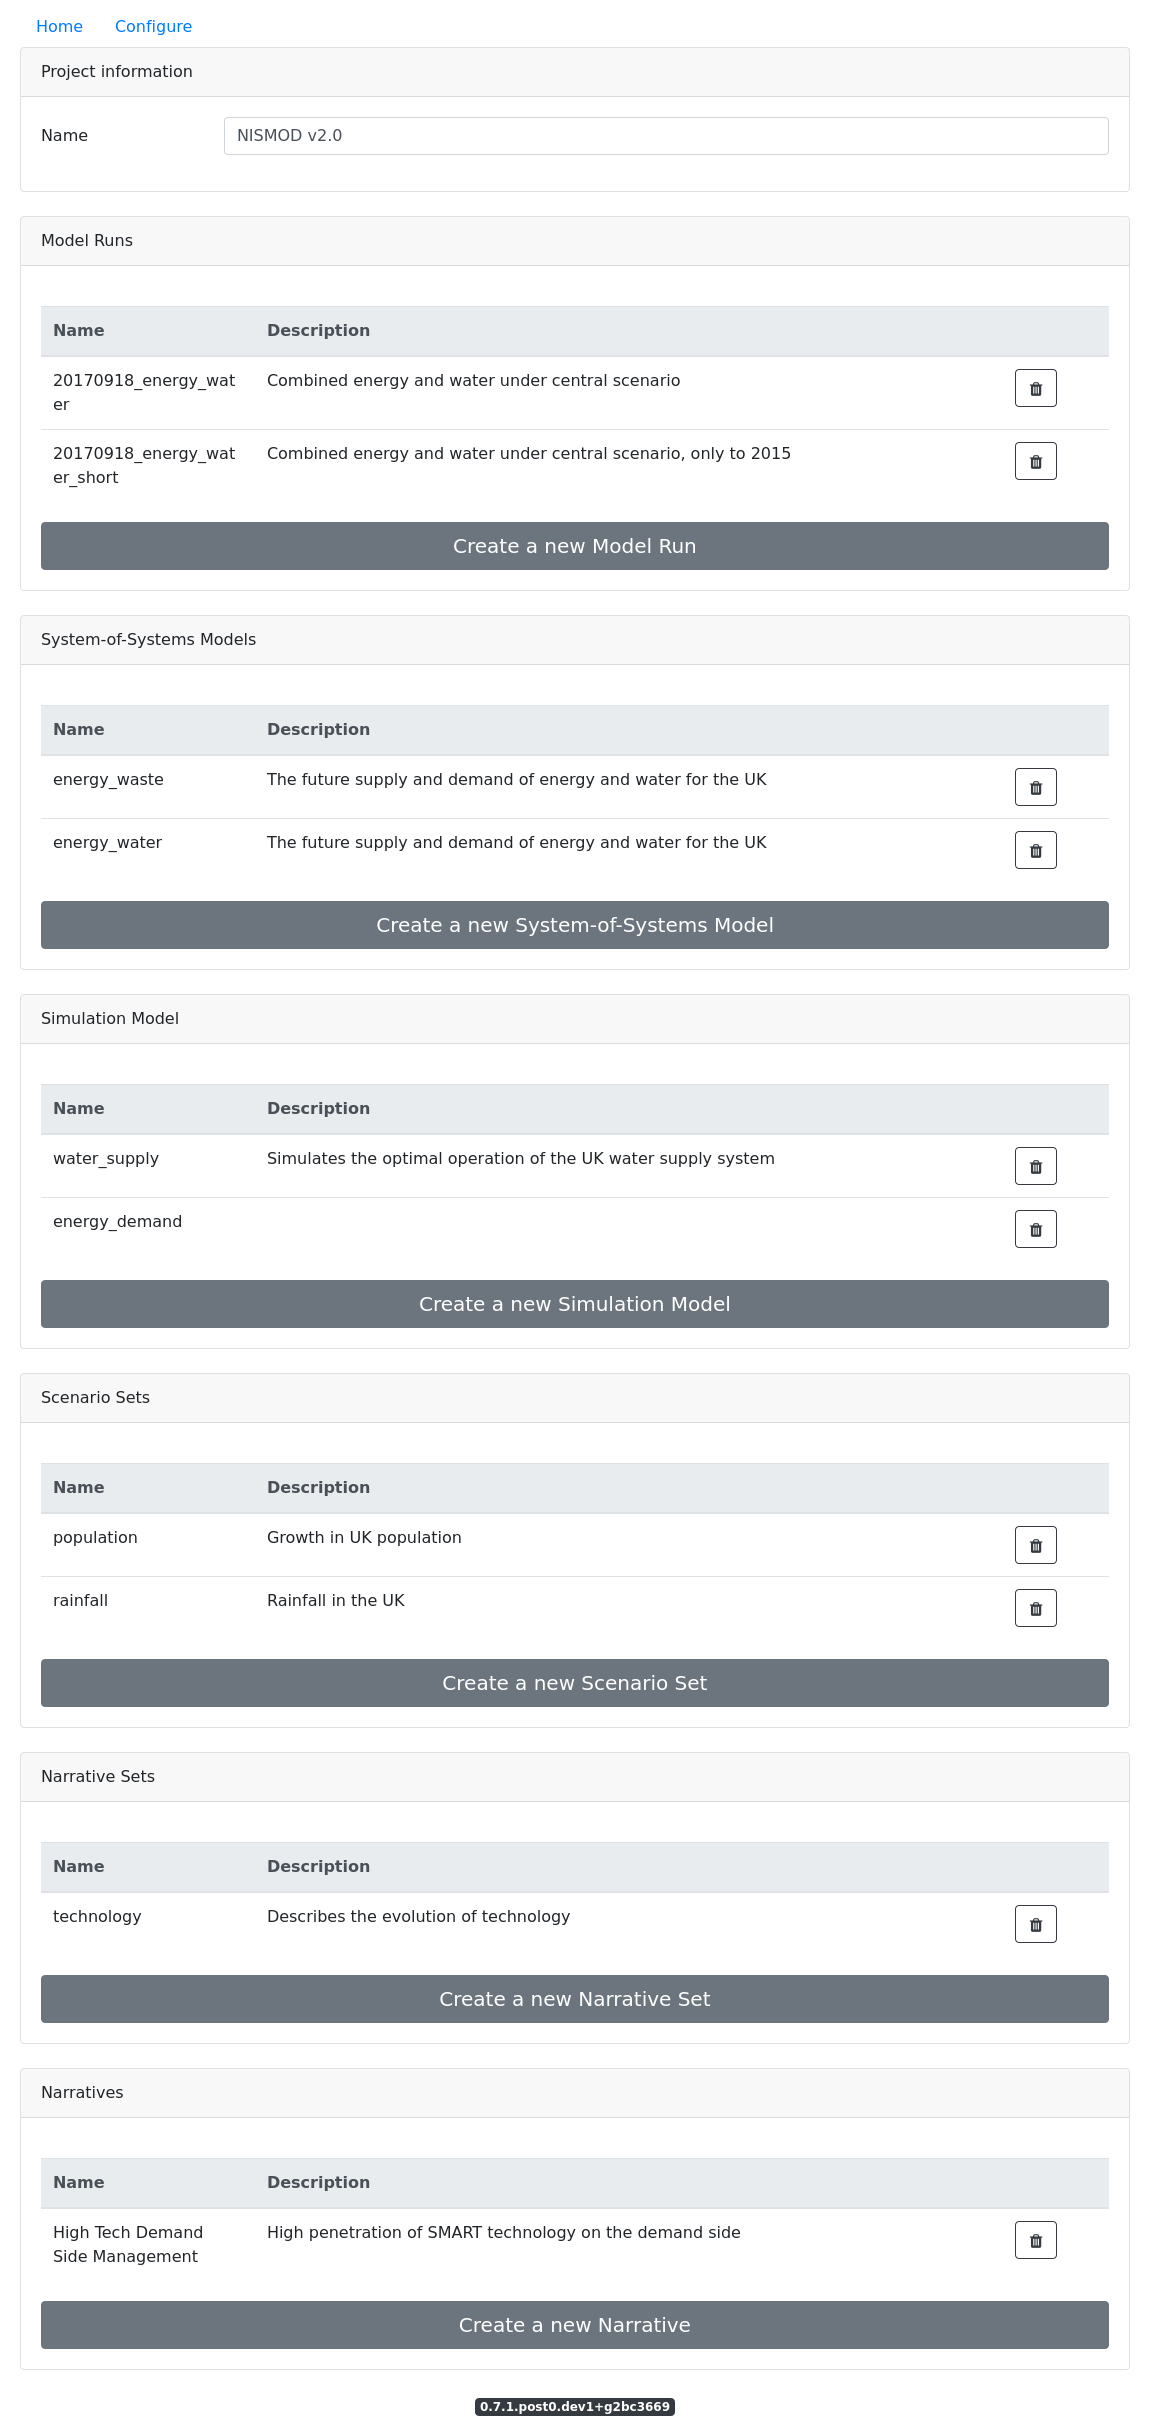 Home Configure
Project information
Name NISMOD v2.0
Model Runs
Name Description
20170918_energy_wat Combined energy and water under central scenario
er
20170918_energy_wat Combined energy and water under central scenario, only to 2015
er_short
Create a new Model Run
System-of-Systems Models
Name Description
energy_waste The future supply and demand of energy and water for the UK
energy_water The future supply and demand of energy and water for the UK
Create a new System-of-Systems Model
Simulation Model
Name Description
water_supply Simulates the optimal operation of the UK water supply system
energy_demand
Create a new Simulation Model
Scenario Sets
Name Description
population Growth in UK population
rainfall Rainfall in the UK
Create a new Scenario Set
Narrative Sets
Name Description
technology Describes the evolution of technology
Create a new Narrative Set
Narratives
Name Description
High Tech Demand High penetration of SMART technology on the demand side
Side Management
Create a new Narrative
0.7.1.post0.dev1+g2bc3669